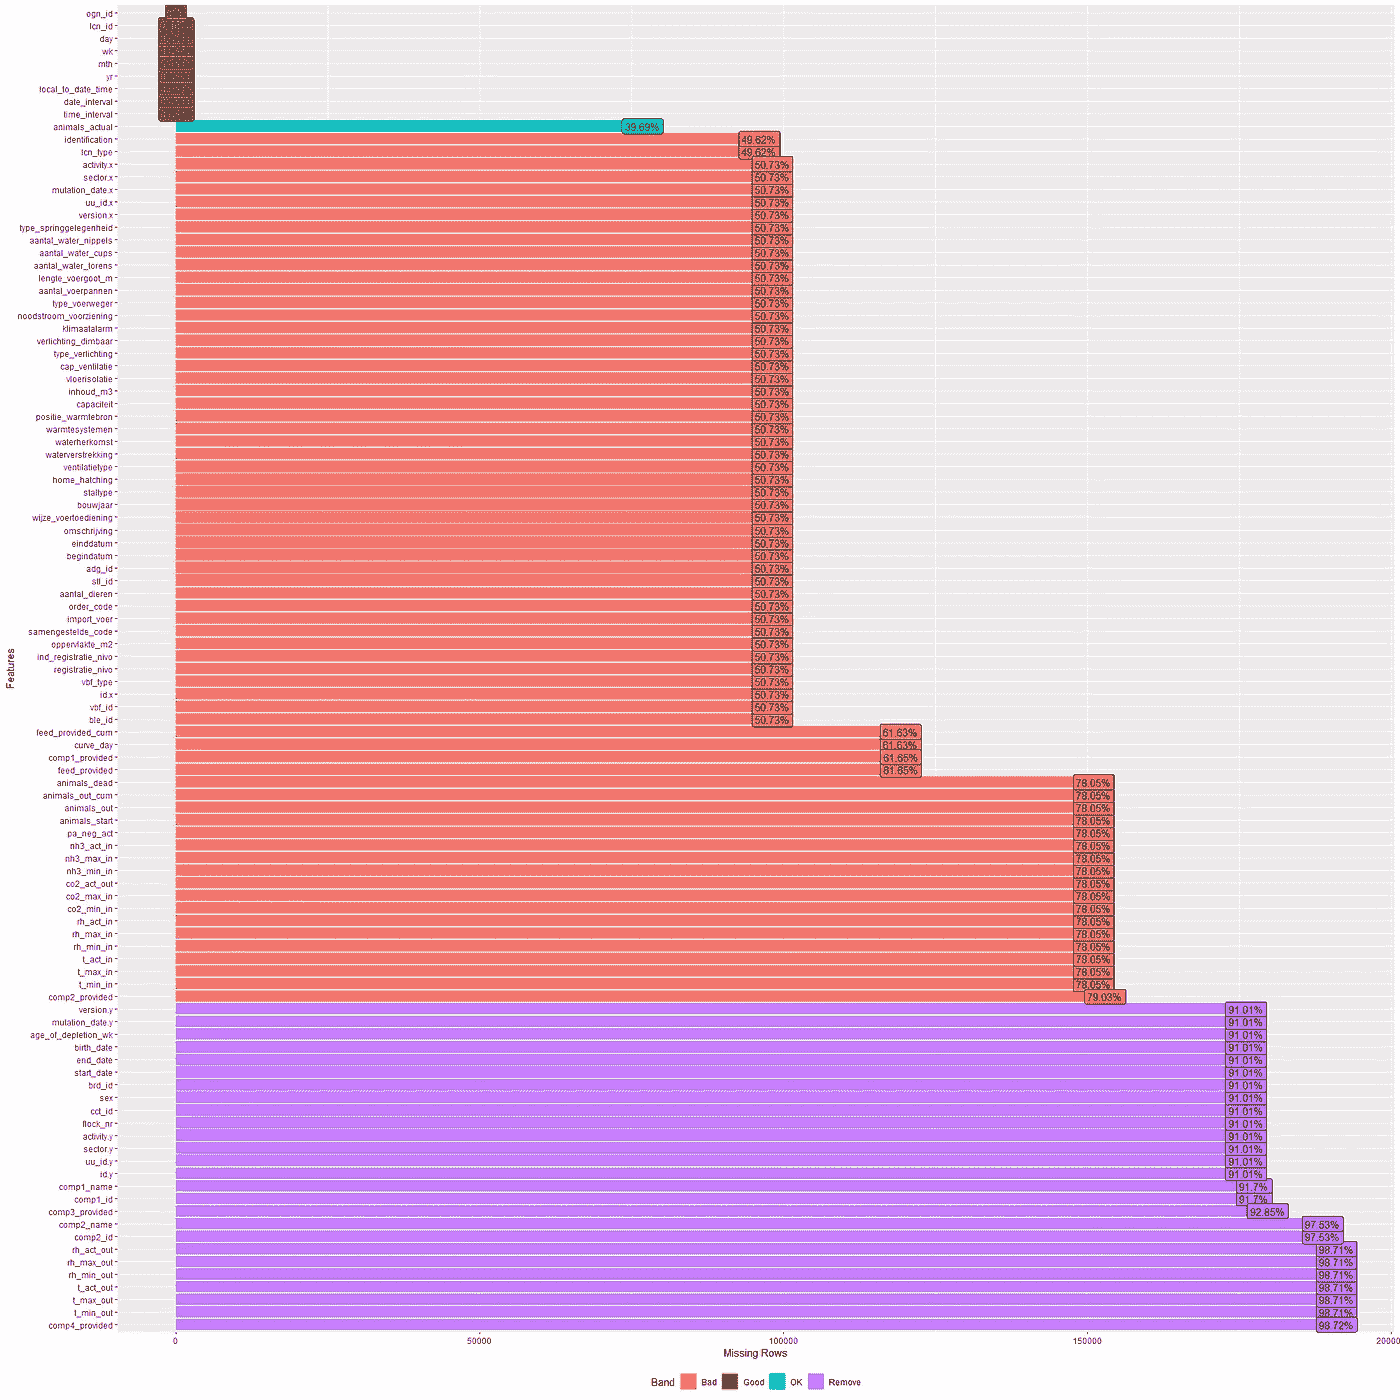 ogn_id
lcn_id
day
wk
mth
yr
local_to_date_time
date_interval
time_interval
animals_actual 39.69%
identification 49.62%
lcn_type 49.62%
activity.x 50.73%
sector.x 50.73%
mutation_date.x 50.73%
uu_id.x 50.73%
version.x 50.73%
type_springgelegenheid 50.73%
aantal_water_nippels 50.73%
aantal_water_cups 50.73%
aantal_water_torens 50.73%
lengte_voergoot_m 50.73%
aantal_voerpannen 50.73%
type_voerweger 50.73%
noodstroom_voorziening 50.73%
klimaatalarm 50.73%
verlichting_dimbaar 50.73%
type_verlichting 50.73%
cap_ventilatie 50.73%
vloerisolatie 50.73%
inhoud_m3 50.73%
capaciteit 50.73%
positie_warmtebron 50.73%
warmtesystemen 50.73%
waterherkomst 50.73%
waterverstrekking 50.73%
ventilatietype 50.73%
home_hatching 50.73%
staltype 50.73%
bouwjaar 50.73%
wijze_voertoediening 50.73%
omschrijving 50.73%
einddatum 50.73%
begindatum 50.73%
adg_id 50.73%
stl_id 50.73%
aantal_dieren 50.73%
order_code 50.73%
import_voer 50.73%
samengestelde_code 50.73%
oppervlakte_m2 50.73%
ind_registratie_nivo 50.73%
registratie_nivo 50.73%
vbf_type 50.73%
id.x 50.73%
vbf_id 50.73%
ble_id 50.73%
feed_provided_cum 61.63%
curve_day 61.63%
comp1_provided 61.65%
feed_provided 61.65%
animals_dead 78.05%
animals_out_cum 78.05%
animals_out 78.05%
animals_start 78.05%
pa_neg_act 78.05%
nh3_act_in 78.05%
nh3_max_in 78.05%
nh3_min_in 78.05%
co2_act_out 78.05%
co2_max_in 78.05%
co2_min_in 78.05%
rh_act_in 78.05%
rh_max_in 78.05%
rh_min_in 78.05%
t_act_in 78.05%
t_max_in 78.05%
t_min_in 78.05%
comp2_provided 79.03%
version.y 91.01%
mutation_date.y 91.01%
age_of_depletion_wk 91.01%
birth_date 91.01%
end_date 91.01%
start_date 91.01%
brd_id 91.01%
sex 91.01%
cct_id 91.01%
flock_nr 91.01%
activity.y 91.01%
sector.y 91.01%
uu_id.y 91.01%
id.y 91.01%
comp1_name 91.7%
comp1_id 91.7%
comp3_provided 92.85%
comp2_name 97.53%
comp2_id 97.53%
rh_act_out 98.71%
rh_max_out 98.71%
rh_min_out 98.71%
t_act_out 98.71%
t_max_out 98.71%
t_min_out 98.71%
comp4_provided 98.72%
Features
0 50000 100000 150000 20000
Missing Rows
Band Bad Good OK Remove